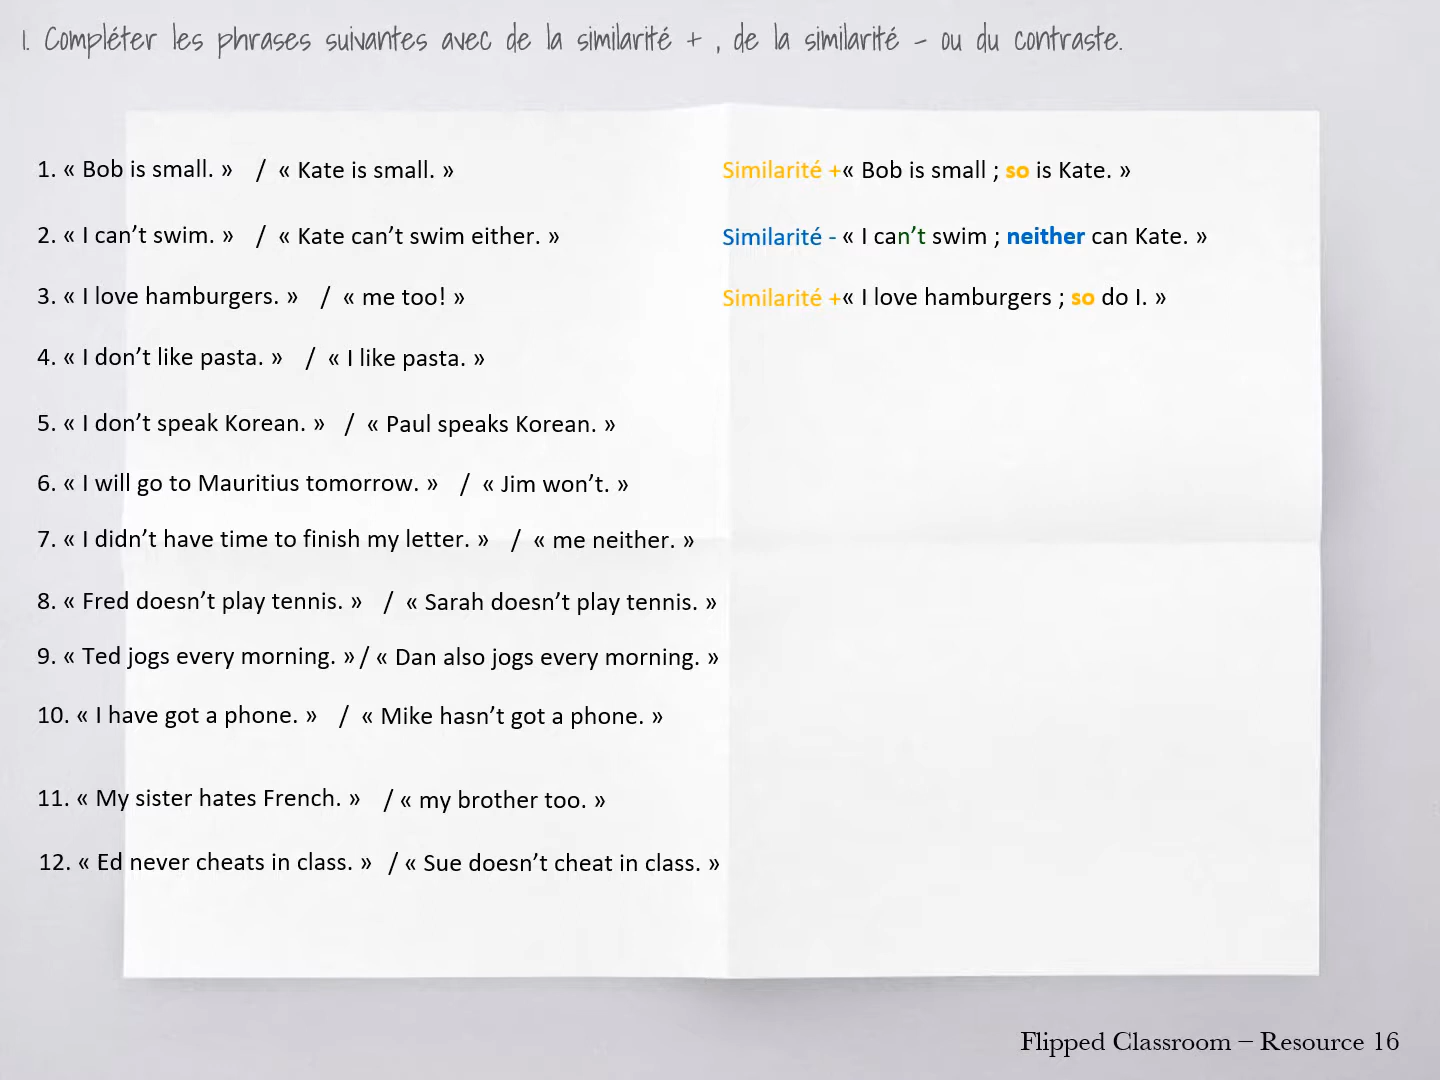 1. Compléter les phrases suivantes avec de la similarité + , de la similarité - ou du contraste.
1. « Bob is small. » / « Kate is small. » Similarité +« Bob is small ; so is Kate. »
2. « I can’t swim. » / « Kate can’t swim either. » Similarité - « I can’t swim ; neither can Kate. »
3. « I love hamburgers. » / « me too! » Similarité +« I love hamburgers ; so do I. »
4. « I don’t like pasta. » / « I like pasta. »
5. « I don’t speak Korean. » / « Paul speaks Korean. »
6. « I will go to Mauritius tomorrow. » / « Jim won’t. »
7. « I didn’t have time to finish my letter. » / « me neither. »
8. « Fred doesn’t play tennis. » / « Sarah doesn’t play tennis. »
9. « Ted jogs every morning. » / « Dan also jogs every morning. »
10. « I have got a phone. » / « Mike hasn’t got a phone. »
11. « My sister hates French. » / « my brother too. »
12. « Ed never cheats in class. » / « Sue doesn’t cheat in class. »
Flipped Classroom – Resource 16